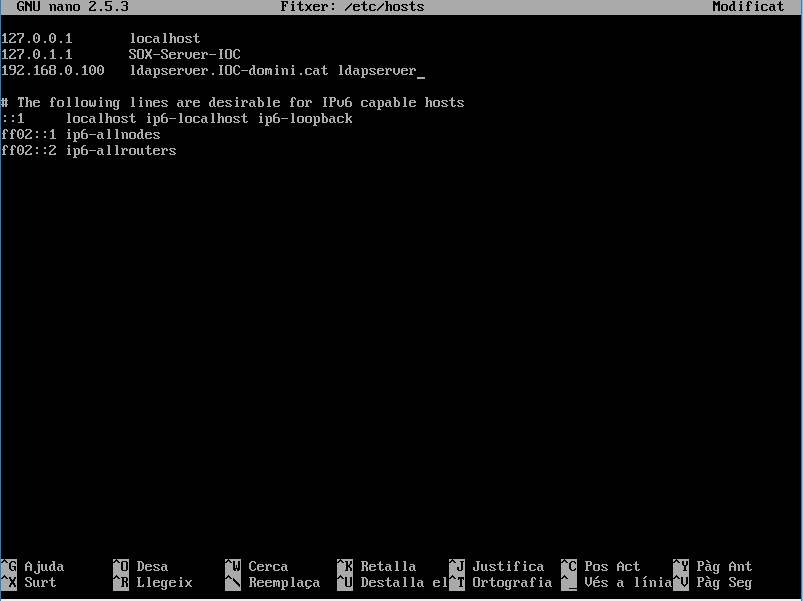 GNU nano 2.5.3 Fitxer: /etc/hosts Modificat
127.0.0.1 localhost
127.0.1.1 SOX-Server-IOC
192.168.0.100 ldapserver.IOC-domini.cat ldapserver_
# The following lines are desirable for IPv6 capable hosts
::1 localhost ip6-localhost ip6-loopback
ff02::1 ip6-allnodes
ff02::2 ip6-allrouters
^G Ajuda ^O Desa ^W Cerca ^K Retalla ^J Justifica ^C Pos Act ^Y Pàg Ant
^X Surt ^R Llegeix ^\ Reemplaça ^U Destalla el^T Ortografia ^_ Vés a línia^V Pàg Seg